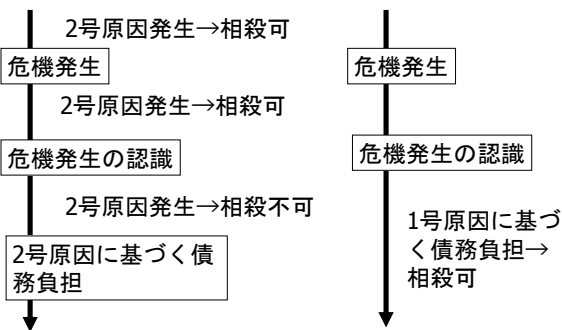 2号原因発生→相殺可
危機発生
2号原因発生→相殺可
危機発生の認識
2号原因発生→相殺不可
2号原因に基づく債
務負担
危機発生
危機発生の認識
1号原因に基づ
く債務負担→
相殺可